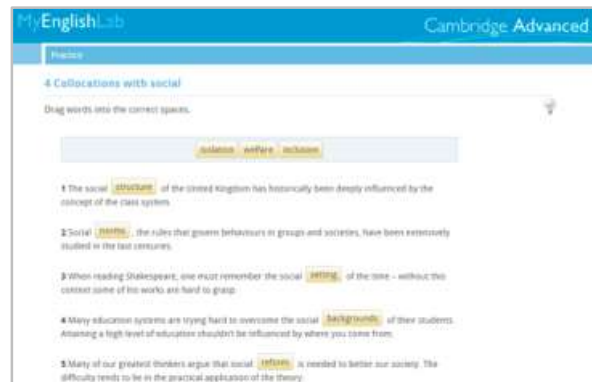 MyEnglishLab
Cambridge Advanced
Practice
4 Collocations with social
Drag words into the correct spaces.
isolation welfare inclusion
1 The social structure of the United Kingdom has historically been deeply influenced by the
concept of the class system.
2 Social norms, the rules that govern behaviours in groups and societies, have been extensively
studied in the last centuries.
3 When reading Shakespeare, one must remember the social setting of the time – without this
context some of his works are hard to grasp.
4 Many education systems are trying hard to overcome the social backgrounds of their students.
Attaining a high level of education shouldn't be influenced by where you come from.
5 Many of our greatest thinkers argue that social reform is needed to better our society. The
difficulty tends to be in the practical application of the theory.